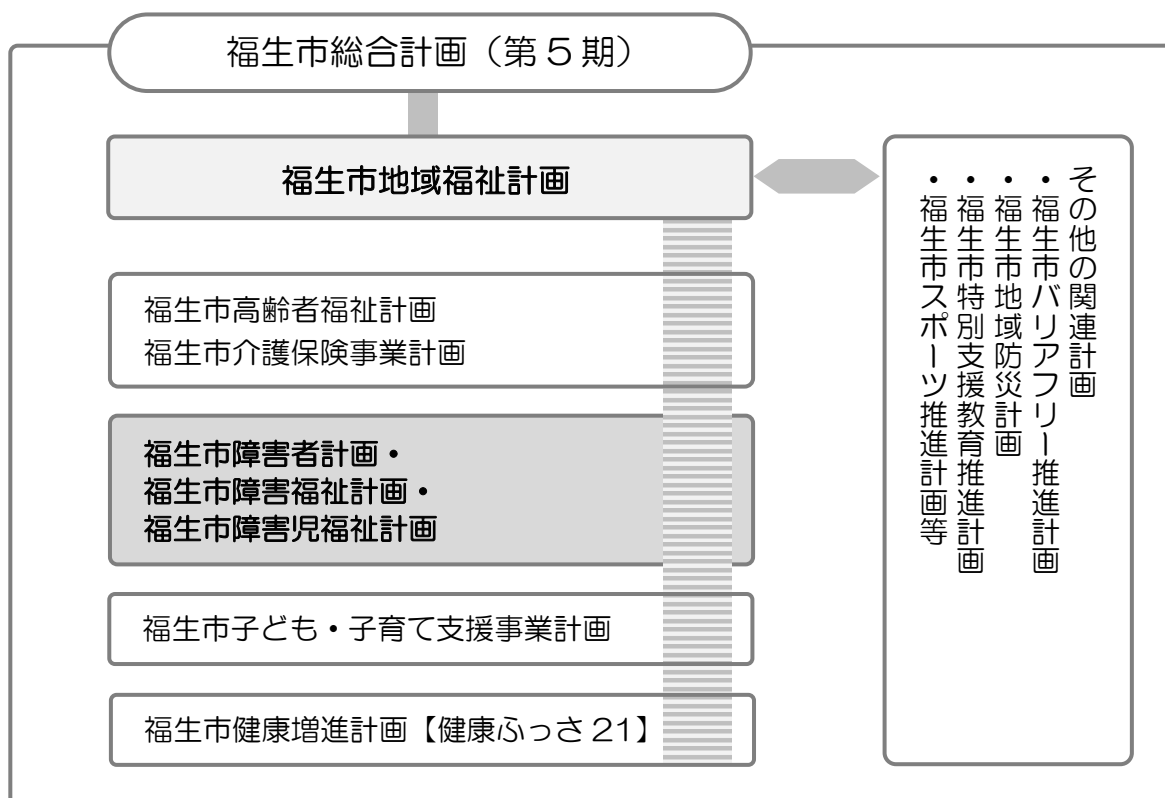 福生市総合計画（第５期）
福生市地域福祉計画
福生市高齢者福祉計画
福生市介護保険事業計画
福生市障害者計画・
福生市障害福祉計画・
福生市障害児福祉計画
福生市子ども・子育て支援事業計画
福生市健康増進計画【健康ふっさ21】
その他の関連計画
・福生市バリアフリー推進計画
・福生市地域防災計画
・福生市特別支援教育推進計画
・福生市スポーツ推進計画等